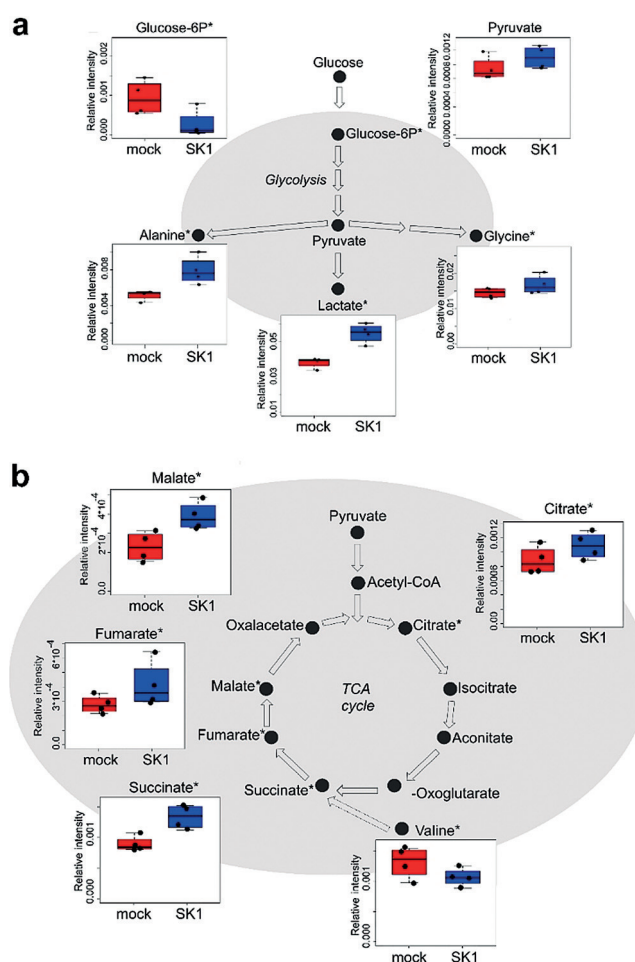 a
Glucose-6P*
Relative intensity
0.002
0.001
0.000
mock SK1
Pyruvate
Relative intensity
0.0012
0.0008
0.0004
0.0000
mock SK1
Glucose
Glucose-6P*
Glycolysis
Pyruvate
Alanine*
Relative intensity
0.008
0.004
0.000
mock SK1
Glycine*
Relative intensity
0.02
0.01
0.00
mock SK1
Lactate*
Relative intensity
0.05
0.03
0.01
mock SK1
b
Malate*
Relative intensity
4*10 -4
2*10 -4
0.0
mock SK1
Citrate*
Relative intensity
0.0012
0.0006
0.000
mock SK1
Pyruvate
Acetyl-CoA
Oxalacetate
Citrate*
Malate*
TCA
cycle
Isocitrate
Fumarate*
Aconitate
Succinate*
-Oxoglutarate
Valine*
Fumarate*
Relative intensity
6*10 -4
3*10 -4
0.0
mock SK1
Succinate*
Relative intensity
0.001
0.000
mock SK1
Relative intensity
0.001
0.000
mock SK1